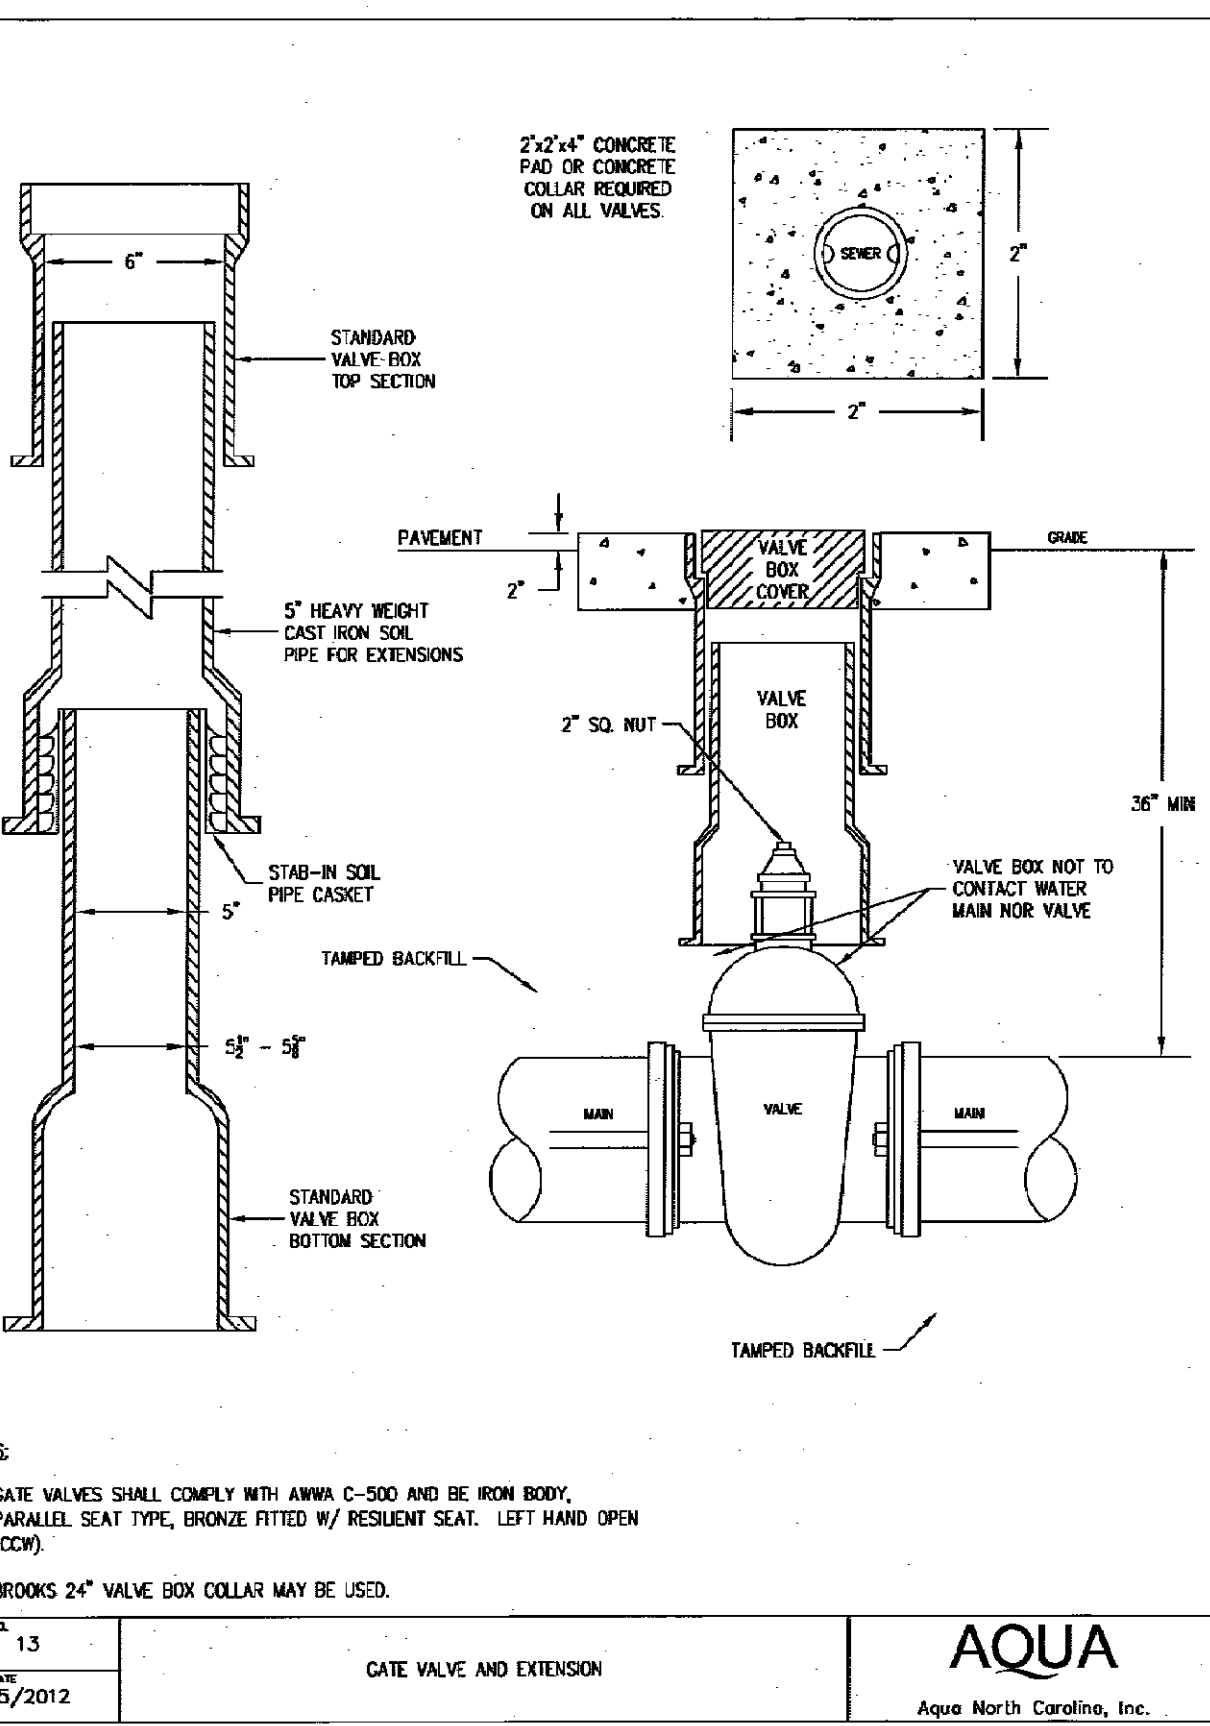 2'x2'x4" CONCRETE
PAD OR CONCRETE
COLLAR REQUIRED
ON ALL VALVES.
SEWER
2"
2"
6"
STANDARD
VALVE BOX
TOP SECTION
PAVEMENT
2"
VALVE
BOX
COVER
GRADE
5" HEAVY WEIGHT
CAST IRON SOIL
PIPE FOR EXTENSIONS
VALVE
BOX
2" SQ. NUT
36" MIN
STAB-IN SOIL
PIPE CASKET
5"
VALVE BOX NOT TO
CONTACT WATER
MAIN NOR VALVE
TAMPED BACKFILL
5½" - 5⅝"
MAIN
VALVE
MAIN
STANDARD
VALVE BOX
BOTTOM SECTION
TAMPED BACKFILL
GATE VALVES SHALL COMPLY WITH AWWA C-500 AND BE IRON BODY,
PARALLEL SEAT TYPE, BRONZE FITTED W/ RESILIENT SEAT. LEFT HAND OPEN
CCW).
BROOKS 24" VALVE BOX COLLAR MAY BE USED.
13
5/2012
GATE VALVE AND EXTENSION
AQUA
Aqua North Carolina, Inc.